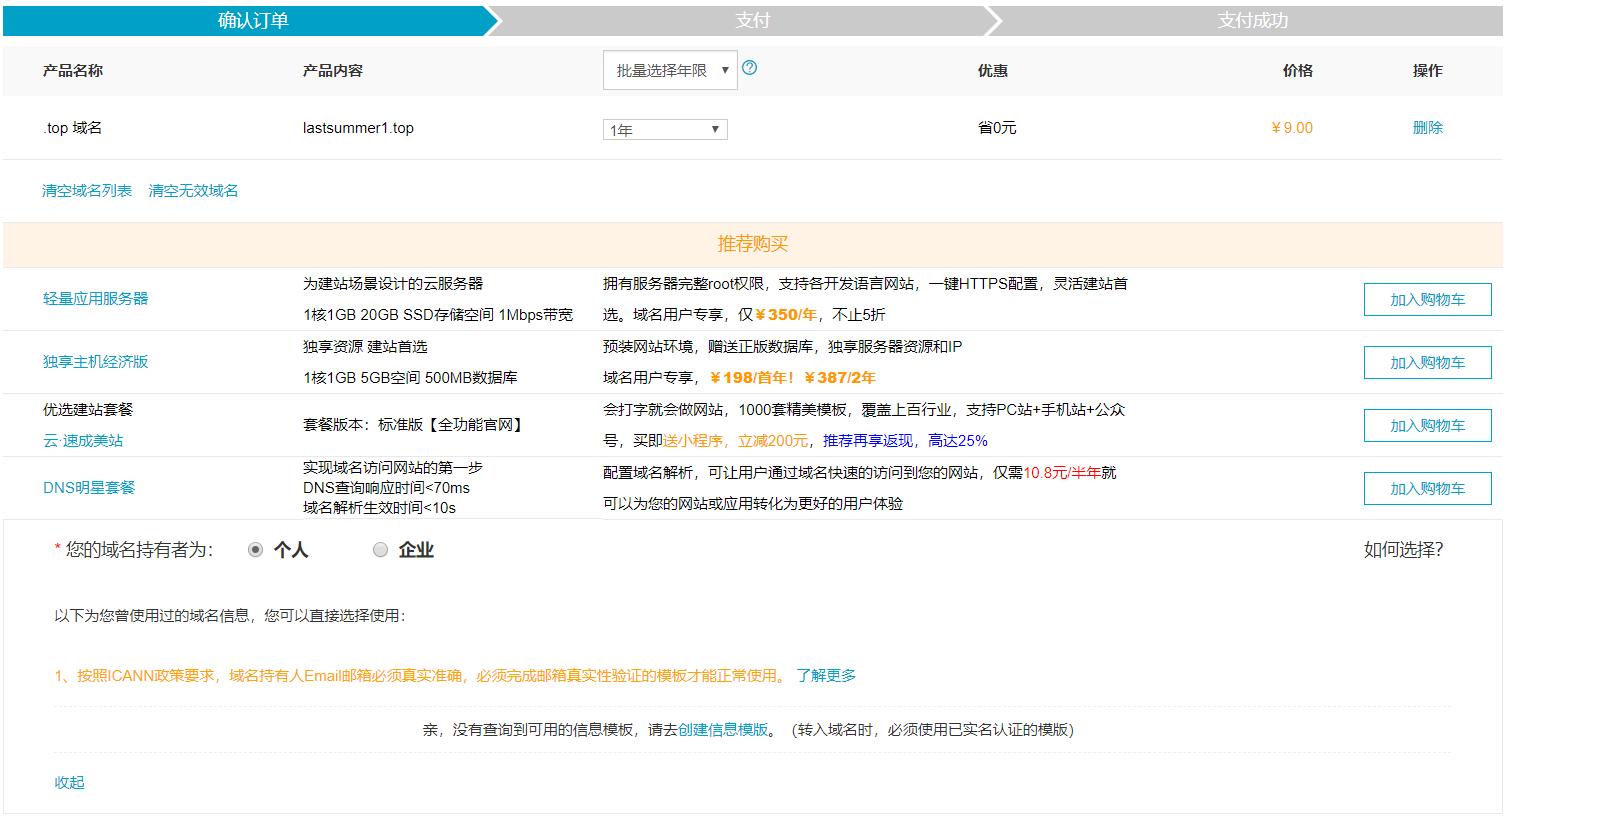 确认订单 支付 支付成功
产品名称 产品内容 批量选择年限 ▼ ? 优惠 价格 操作
.top 域名 lastsummer1.top 1年 ▼ 省0元 ￥9.00 删除
清空域名列表 清空无效域名
推荐购买
轻量应用服务器
为建站场景设计的云服务器
1核1GB 20GB SSD存储空间 1Mbps带宽
拥有服务器完整root权限，支持各开发语言网站，一键HTTPS配置，灵活建站首
选。域名用户专享，仅￥350/年，不止5折
加入购物车
独享主机经济版
独享资源 建站首选
1核1GB 5GB空间 500MB数据库
预装网站环境，赠送正版数据库，独享服务器资源和IP
域名用户专享，￥198/首年！￥387/2年
加入购物车
优选建站套餐
云·速成美站
套餐版本：标准版【全功能官网】
会打字就会做网站，1000套精美模板，覆盖上百行业，支持PC站+手机站+公众
号，买即送小程序，立减200元，推荐再享返现，高达25%
加入购物车
DNS明星套餐
实现域名访问网站的第一步
DNS查询响应时间<70ms
域名解析生效时间<10s
配置域名解析，可让用户通过域名快速的访问到您的网站，仅需10.8元/半年就
可以为您的网站或应用转化为更好的用户体验
加入购物车
* 您的域名持有者为： 个人 企业 如何选择？
以下为您曾使用过的域名信息，您可以直接选择使用：
1、按照ICANN政策要求，域名持有人Email邮箱必须真实准确，必须完成邮箱真实性验证的模板才能正常使用。 了解更多
亲，没有查询到可用的信息模板，请去创建信息模版。（转入域名时，必须使用已实名认证的模版）
收起